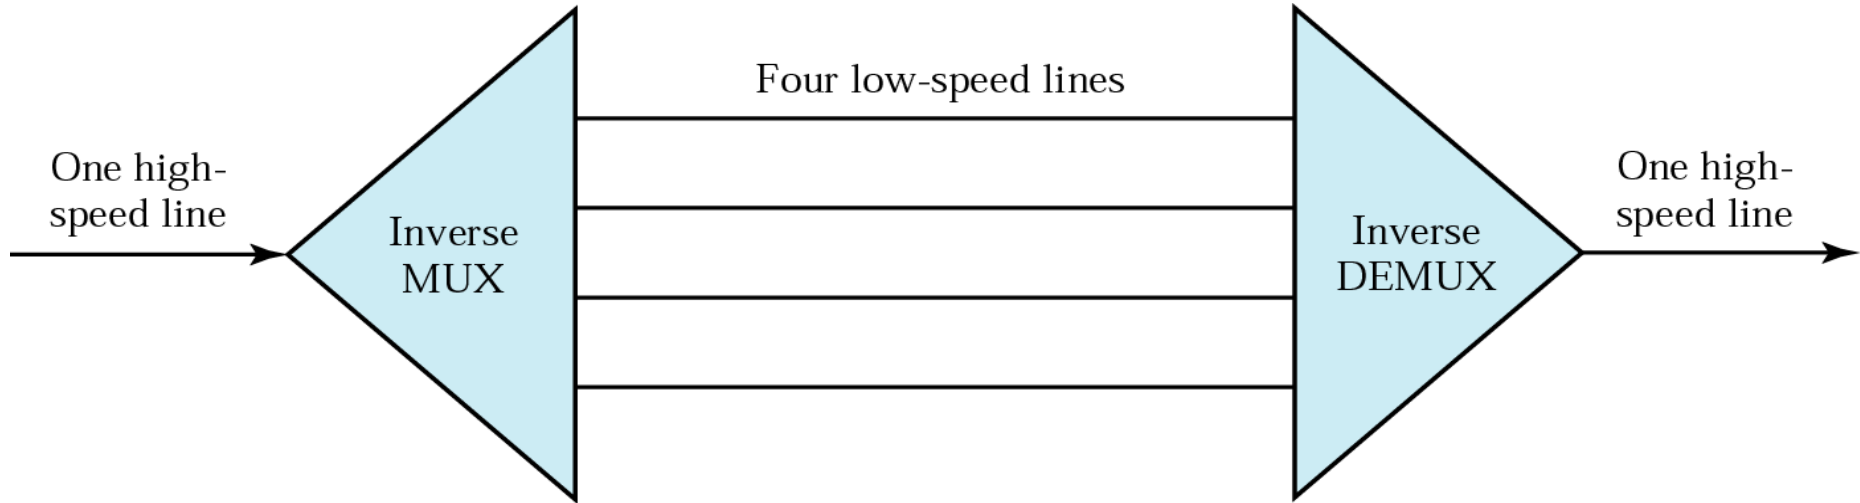 One high-
speed line
Inverse
MUX
Four low-speed lines
Inverse
DEMUX
One high-
speed line